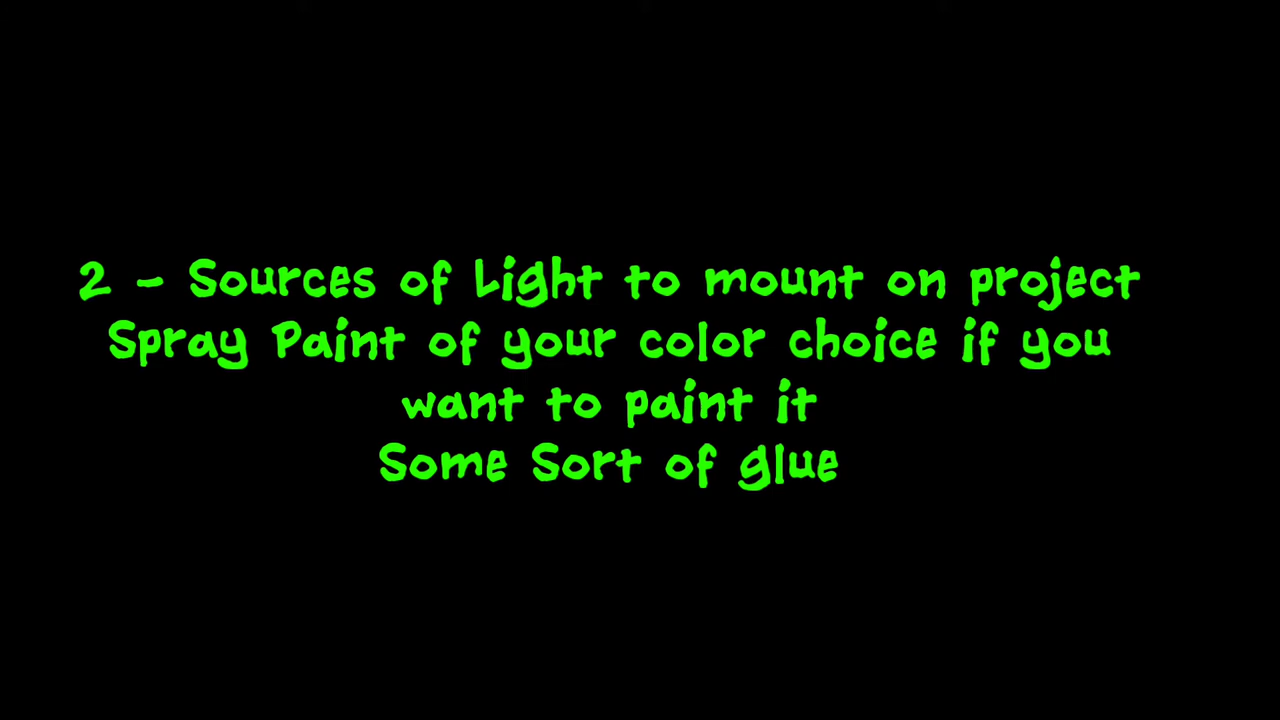 2 - Sources of Light to mount on project
Spray Paint of your color choice if you
want to paint it
Some Sort of glue